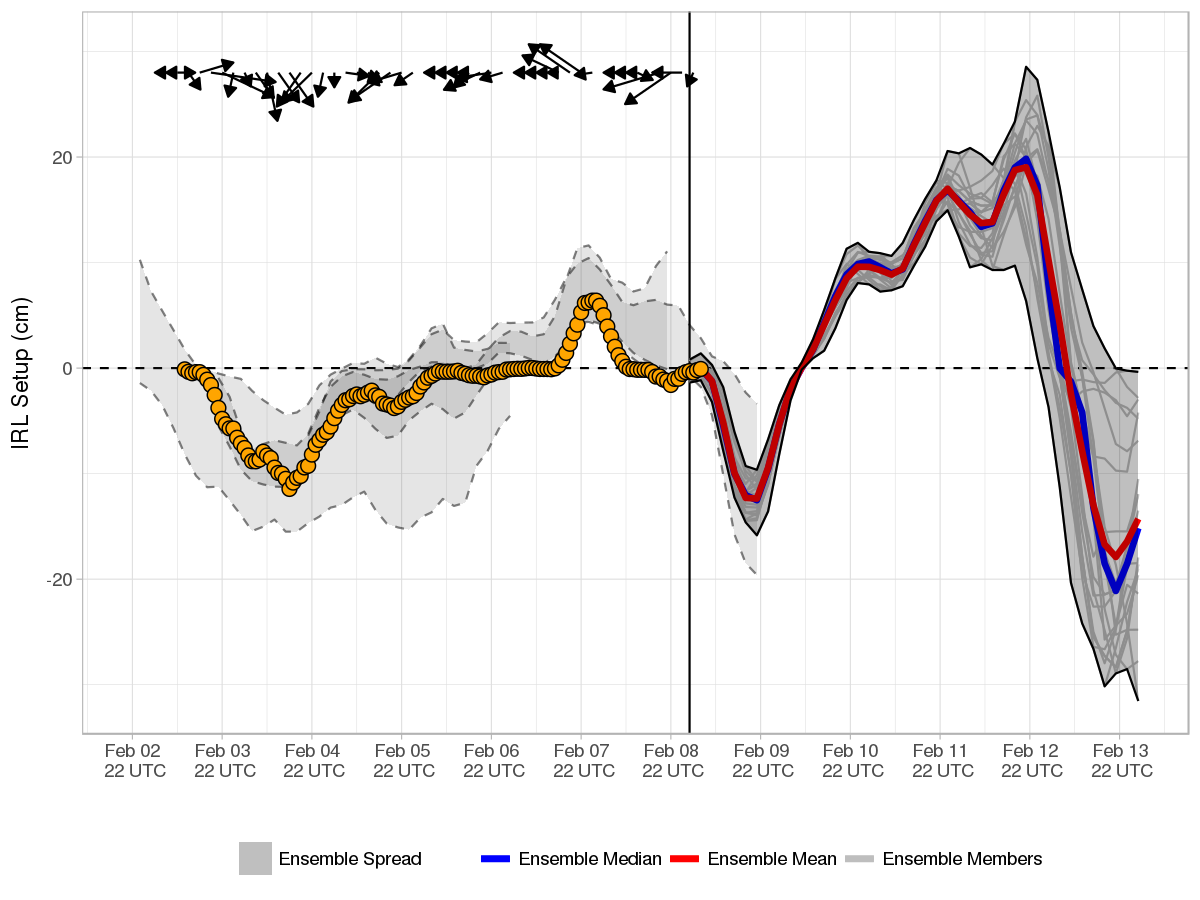 IRL Setup (cm)
20
0
-20
Feb 02 Feb 03 Feb 04 Feb 05 Feb 06 Feb 07 Feb 08 Feb 09 Feb 10 Feb 11 Feb 12 Feb 13
22 UTC 22 UTC 22 UTC 22 UTC 22 UTC 22 UTC 22 UTC 22 UTC 22 UTC 22 UTC 22 UTC 22 UTC
Ensemble Spread Ensemble Median Ensemble Mean Ensemble Members